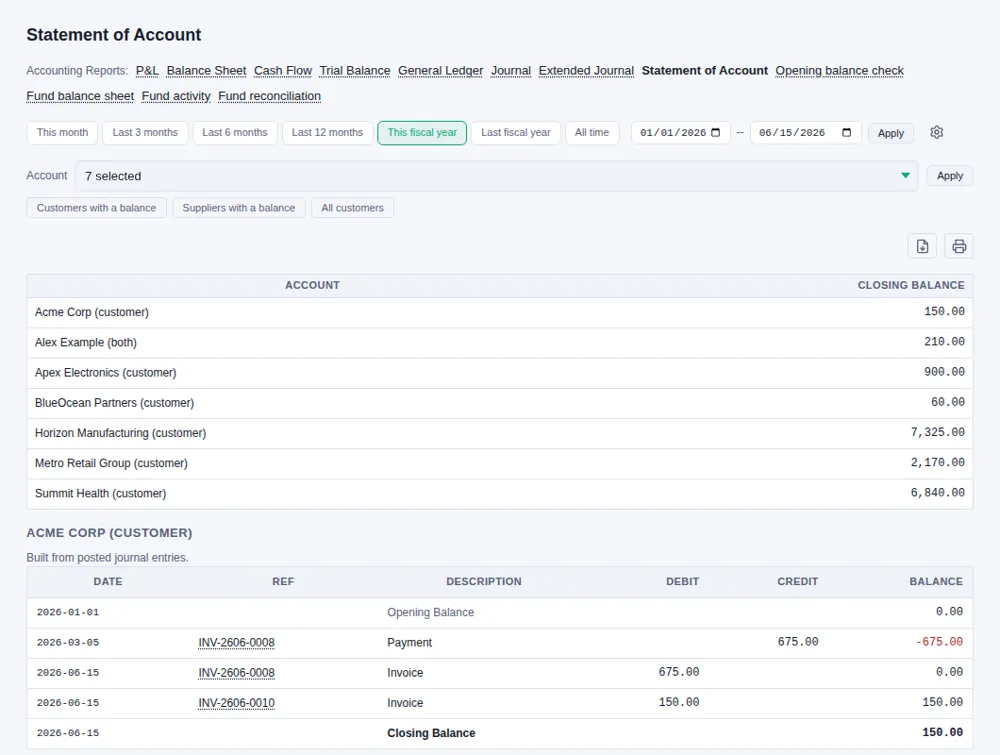 Statement of Account
Accounting Reports: P&L Balance Sheet Cash Flow Trial Balance General Ledger Journal Extended Journal Statement of Account Opening balance check
Fund balance sheet Fund activity Fund reconciliation
This month Last 3 months Last 6 months Last 12 months This fiscal year Last fiscal year All time 01/01/2026 -- 06/15/2026 Apply
Account 7 selected Apply
Customers with a balance Suppliers with a balance All customers
ACCOUNT CLOSING BALANCE
Acme Corp (customer) 150.00
Alex Example (both) 210.00
Apex Electronics (customer) 900.00
BlueOcean Partners (customer) 60.00
Horizon Manufacturing (customer) 7,325.00
Metro Retail Group (customer) 2,170.00
Summit Health (customer) 6,840.00
ACME CORP (CUSTOMER)
Built from posted journal entries.
DATE REF DESCRIPTION DEBIT CREDIT BALANCE
2026-01-01 Opening Balance 0.00
2026-03-05 INV-2606-0008 Payment 675.00 -675.00
2026-06-15 INV-2606-0008 Invoice 675.00 0.00
2026-06-15 INV-2606-0010 Invoice 150.00 150.00
2026-06-15 Closing Balance 150.00